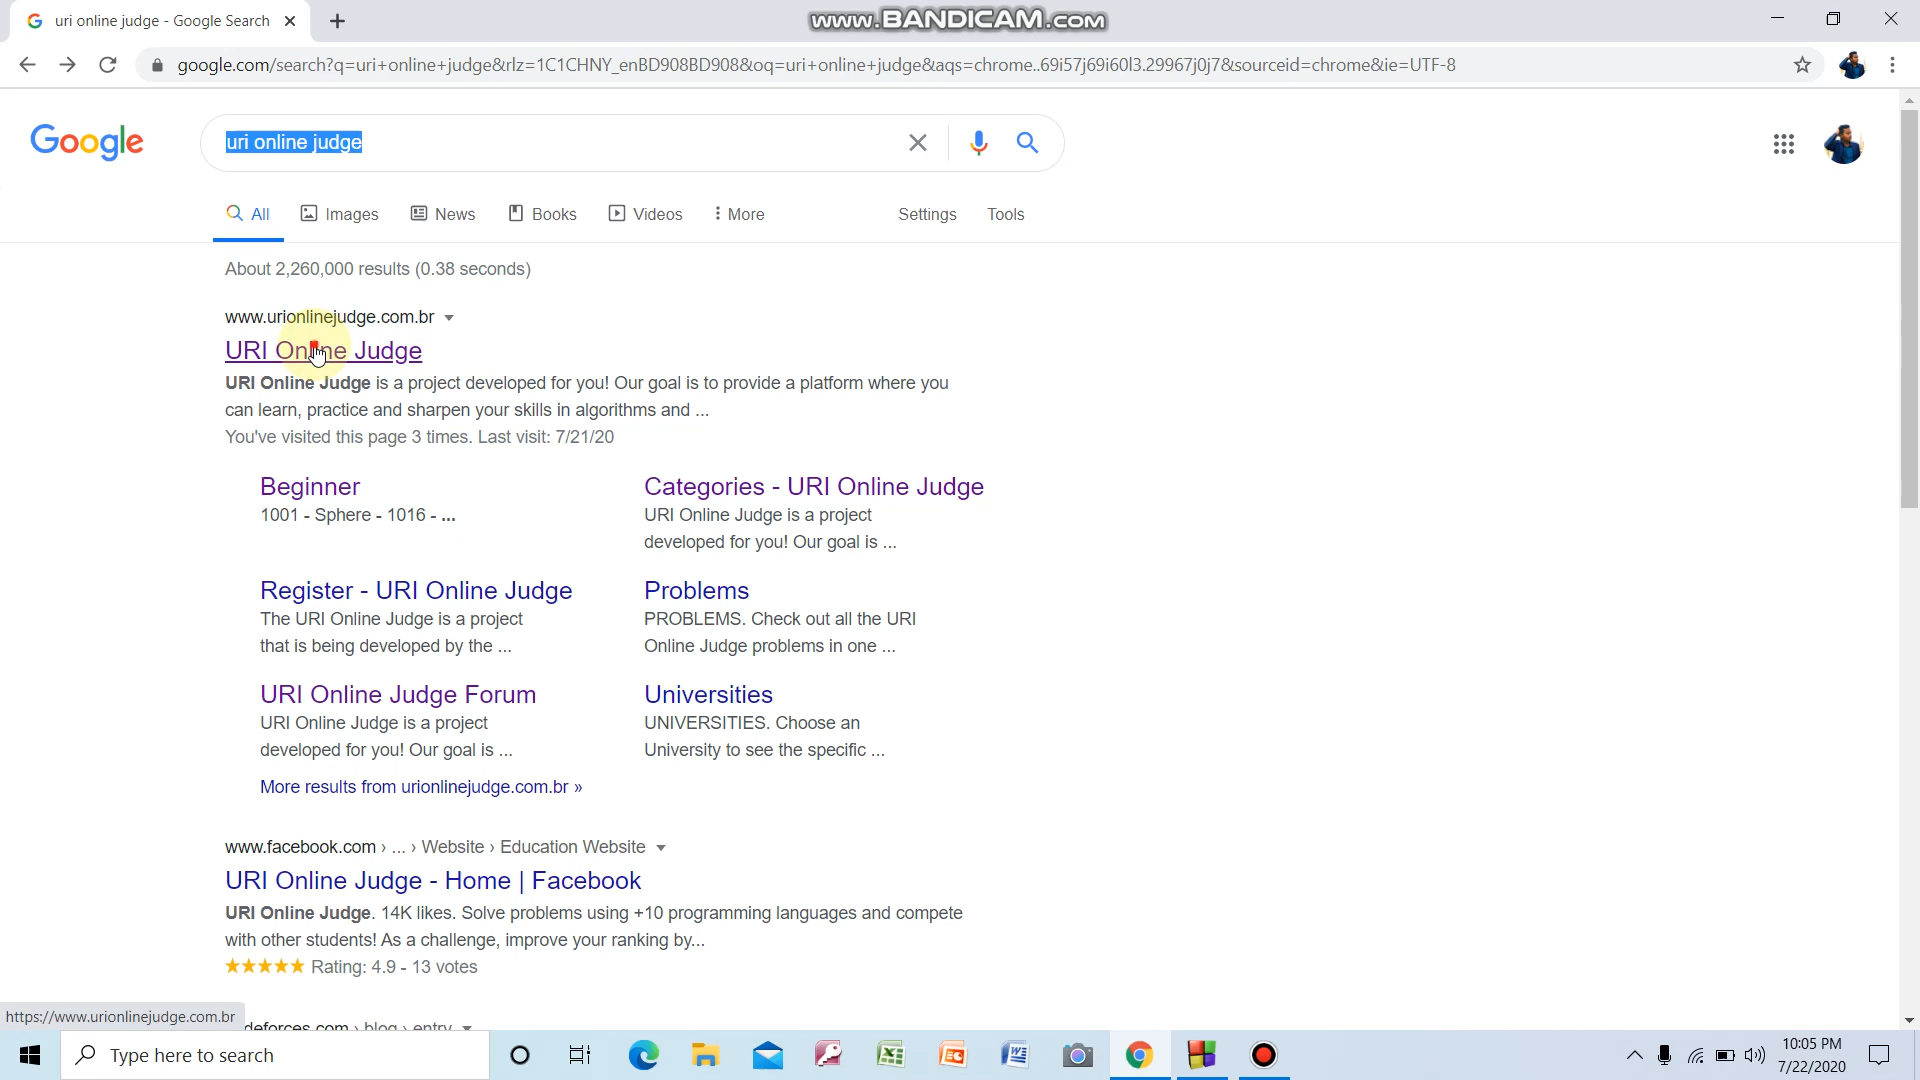 uri online judge - Google Search
www.BANDICAM.com
google.com/search?q=uri+online+judge&rlz=1C1CHNY_enBD908BD908&oq=uri+online+judge&aqs=chrome..69i57j69i60l3.29967j0j7&sourceid=chrome&ie=UTF-8
Google
uri online judge
All Images News Books Videos More Settings Tools
About 2,260,000 results (0.38 seconds)
www.urionlinejudge.com.br
URI Online Judge
URI Online Judge is a project developed for you! Our goal is to provide a platform where you
can learn, practice and sharpen your skills in algorithms and ...
You've visited this page 3 times. Last visit: 7/21/20
Beginner
1001 - Sphere - 1016 - ...
Categories - URI Online Judge
URI Online Judge is a project
developed for you! Our goal is ...
Register - URI Online Judge
The URI Online Judge is a project
that is being developed by the ...
Problems
PROBLEMS. Check out all the URI
Online Judge problems in one ...
URI Online Judge Forum
URI Online Judge is a project
developed for you! Our goal is ...
Universities
UNIVERSITIES. Choose an
University to see the specific ...
More results from urionlinejudge.com.br »
www.facebook.com › ... › Website › Education Website
URI Online Judge - Home | Facebook
URI Online Judge. 14K likes. Solve problems using +10 programming languages and compete
with other students! As a challenge, improve your ranking by...
Rating: 4.9 - 13 votes
deforces.com › blog › entry
https://www.urionlinejudge.com.br
Type here to search
10:05 PM
7/22/2020